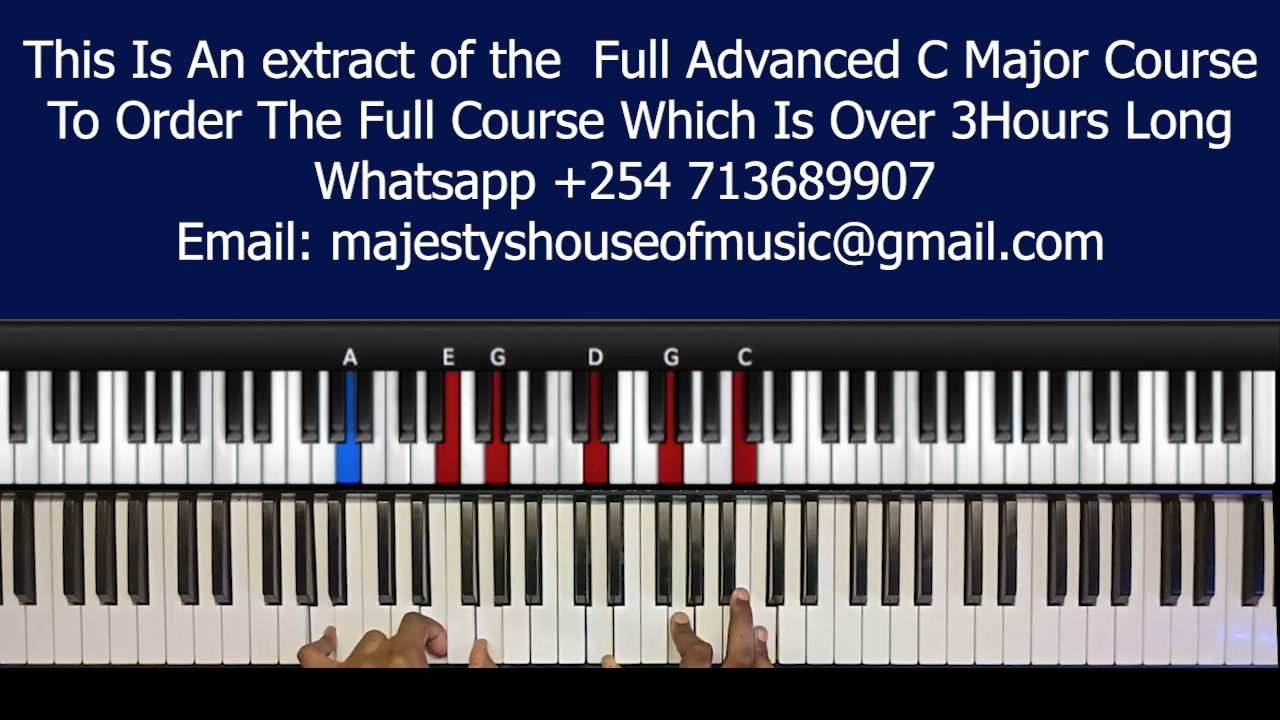 This Is An extract of the  Full Advanced C Major Course
To Order The Full Course Which Is Over 3Hours Long
Whatsapp +254 713689907
Email: majestyshouseofmusic@gmail.com
A E G D G C